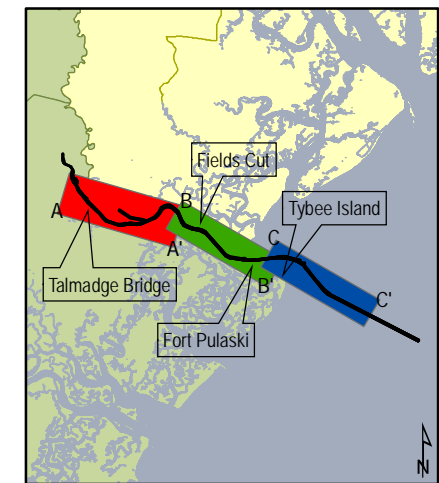 Fields Cut
B
A
Tybee Island
C
A'
Talmadge Bridge
B'
C'
Fort Pulaski
N